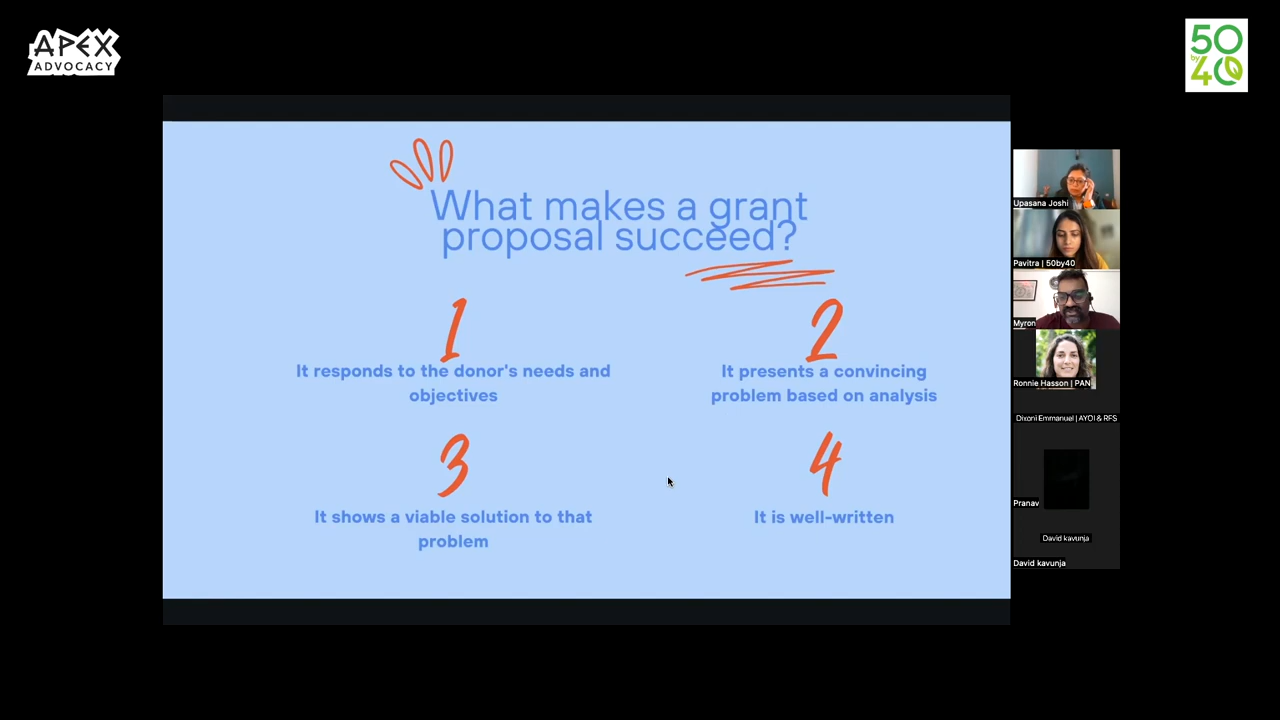 APEX
ADVOCACY
50
by
40
What makes a grant
proposal succeed?
1
It responds to the donor's needs and
objectives
2
It presents a convincing
problem based on analysis
3
It shows a viable solution to that
problem
4
It is well-written
Upasana Joshi
Pavitra | 50by40
Myron
Ronnie Hasson | PAN
Dixoni Emmanuel | AYOI & RFS
Pranav
David kavunja
David kavunja